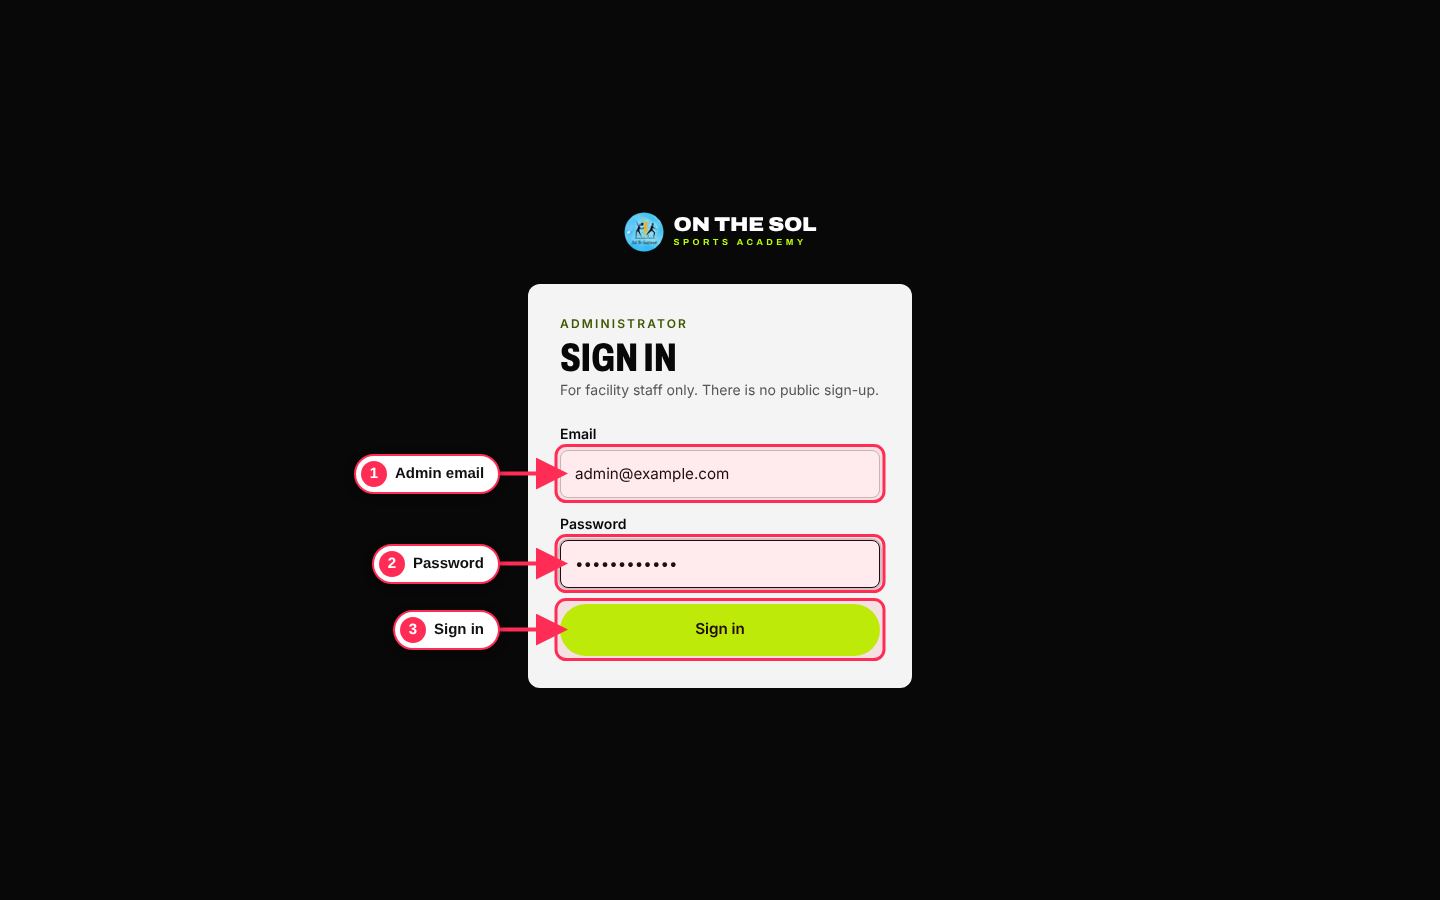 ON THE SOL
SPORTS ACADEMY
ADMINISTRATOR
SIGN IN
For facility staff only. There is no public sign-up.
Email
1 Admin email
admin@example.com
Password
2 Password
••••••••••••
3 Sign in
Sign in